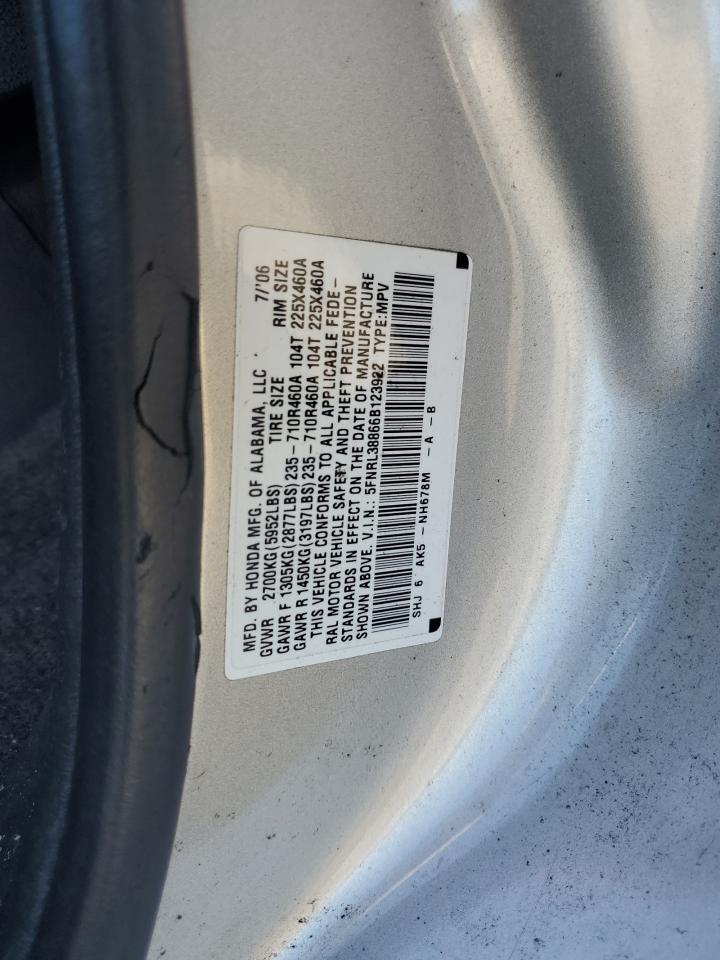 MFD. BY HONDA MFG. OF ALABAMA, LLC 7/'06
GVWR 2700KG(5952LBS) TIRE SIZE RIM SIZE
GAWR F 1305KG(2877LBS)235-710R460A 104T 225X460A
GAWR R 1450KG(3197LBS)235-710R460A 104T 225X460A
THIS VEHICLE CONFORMS TO ALL APPLICABLE FEDE-
RAL MOTOR VEHICLE SAFETY AND THEFT PREVENTION
STANDARDS IN EFFECT ON THE DATE OF MANUFACTURE
SHOWN ABOVE. V.I.N.: 5FNRL38866B123922 TYPE:MPV
SHJ 6 AK5 - NH678M - A - B